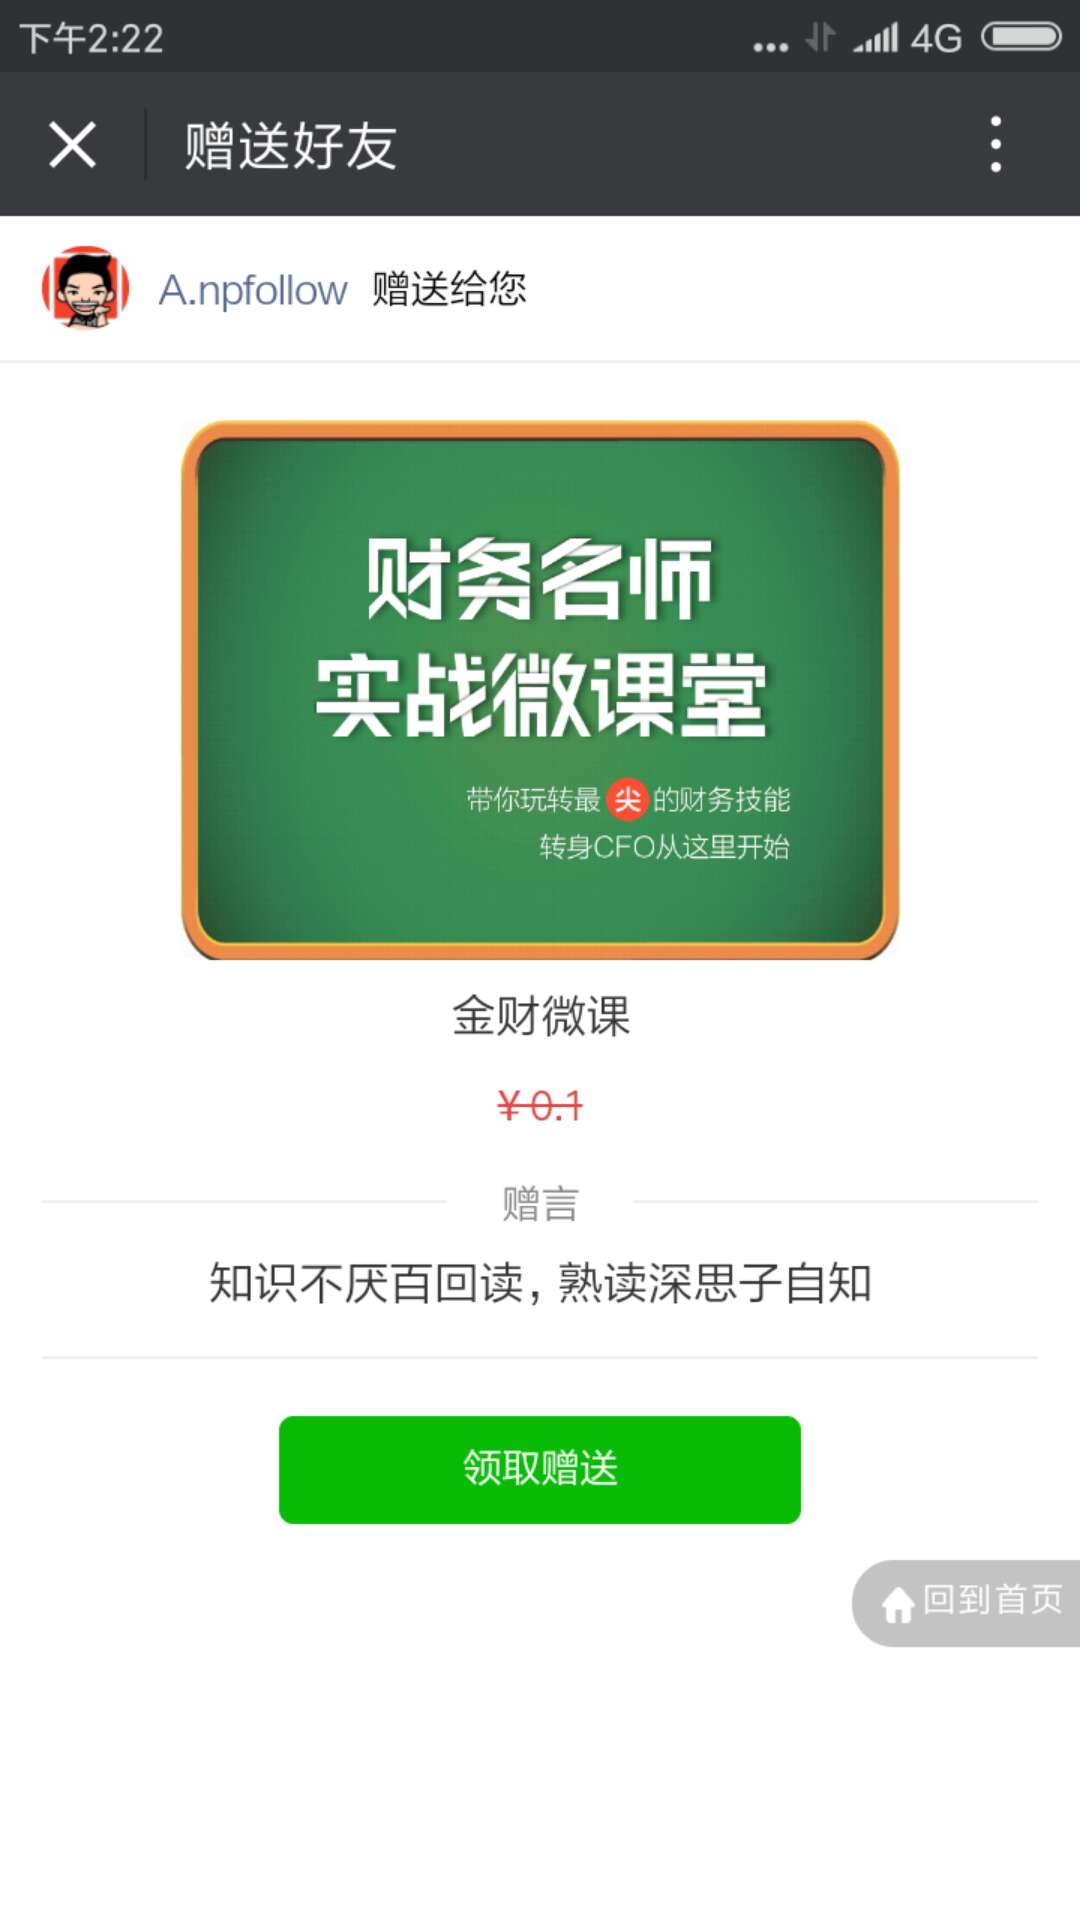 下午2:22
4G
赠送好友
A.npfollow 赠送给您
财务名师
实战微课堂
带你玩转最尖的财务技能
转身CFO从这里开始
金财微课
¥0.1
赠言
知识不厌百回读，熟读深思子自知
领取赠送
回到首页